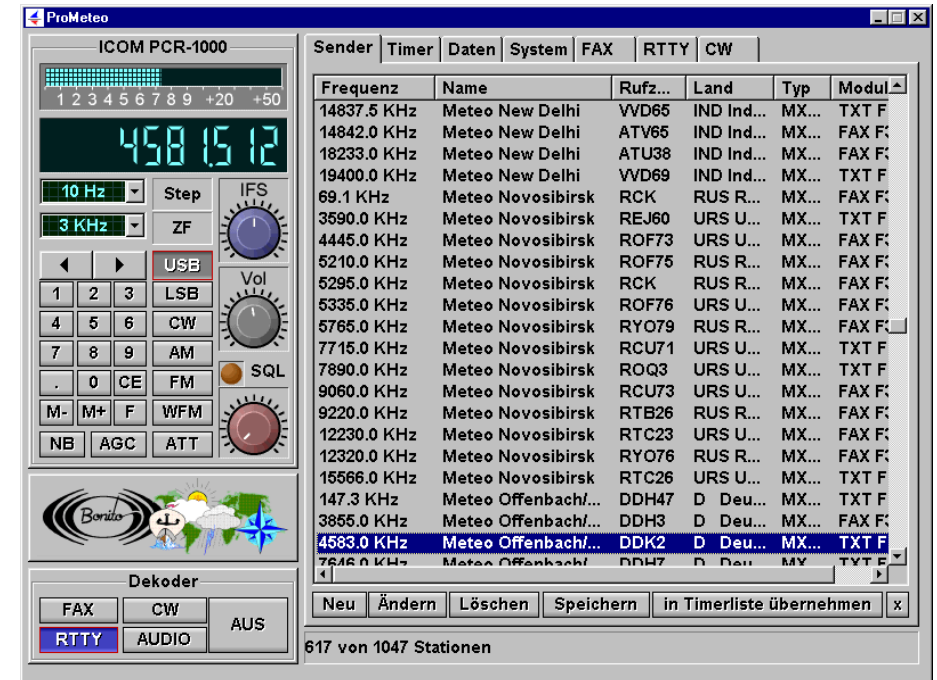 ProMeteo
ICOM PCR-1000
1 2 3 4 5 6 7 8 9 +20 +50
4581.512
10 Hz Step IFS
3 KHz ZF
USB
Vol
1 2 3 LSB
4 5 6 CW
7 8 9 AM
SQL
. 0 CE FM
M- M+ F WFM
NB AGC ATT
Bonito
Dekoder
FAX CW AUS
RTTY AUDIO
Sender Timer Daten System FAX RTTY CW
Frequenz Name Rufz... Land Typ Modul
14837.5 KHz Meteo New Delhi VVD65 IND Ind... MX... TXT F
14842.0 KHz Meteo New Delhi ATV65 IND Ind... MX... FAX F3
18233.0 KHz Meteo New Delhi ATU38 IND Ind... MX... FAX F3
19400.0 KHz Meteo New Delhi VVD69 IND Ind... MX... TXT F
69.1 KHz Meteo Novosibirsk RCK RUS R... MX... FAX F3
3590.0 KHz Meteo Novosibirsk REJ60 URS U... MX... TXT F
4445.0 KHz Meteo Novosibirsk ROF73 URS U... MX... FAX F3
5210.0 KHz Meteo Novosibirsk ROF75 RUS R... MX... FAX F3
5295.0 KHz Meteo Novosibirsk RCK RUS R... MX... FAX F3
5335.0 KHz Meteo Novosibirsk ROF76 URS U... MX... FAX F3
5765.0 KHz Meteo Novosibirsk RYO79 RUS R... MX... FAX F3
7715.0 KHz Meteo Novosibirsk RCU71 URS U... MX... TXT F
7890.0 KHz Meteo Novosibirsk ROQ3 URS U... MX... TXT F
9060.0 KHz Meteo Novosibirsk RCU73 URS U... MX... FAX F3
9220.0 KHz Meteo Novosibirsk RTB26 RUS R... MX... FAX F3
12230.0 KHz Meteo Novosibirsk RTC23 URS U... MX... FAX F3
12320.0 KHz Meteo Novosibirsk RYO76 RUS R... MX... FAX F3
15566.0 KHz Meteo Novosibirsk RTC26 URS U... MX... TXT F
147.3 KHz Meteo Offenbach/... DDH47 D Deu... MX... TXT F
3855.0 KHz Meteo Offenbach/... DDH3 D Deu... MX... FAX F3
4583.0 KHz Meteo Offenbach/... DDK2 D Deu... MX... TXT F
7646.0 KHz Meteo Offenbach/... DDH7 D Deu... MX... TXT F
Neu Ändern Löschen Speichern in Timerliste übernehmen x
617 von 1047 Stationen